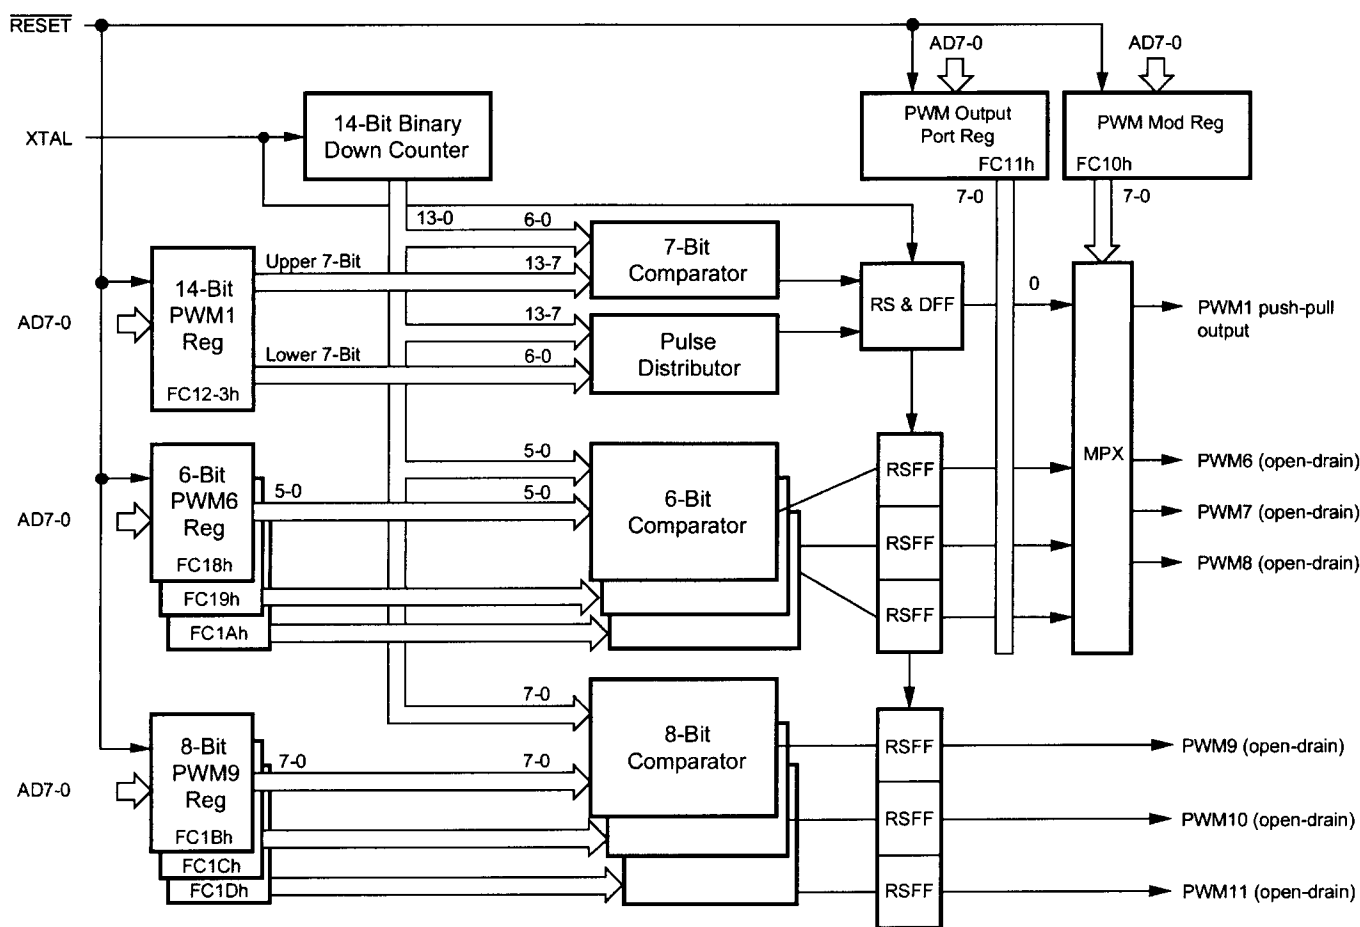 RESET
AD7-0
AD7-0
PWM Output
Port Reg
FC11h
PWM Mod Reg
FC10h
XTAL
14-Bit Binary
Down Counter
7-0
7-0
13-0
6-0
Upper 7-Bit
13-7
7-Bit
Comparator
14-Bit
PWM1
Reg
FC12-3h
AD7-0
RS & DFF
0
PWM1 push-pull
output
13-7
Lower 7-Bit
6-0
Pulse
Distributor
6-Bit
PWM6
Reg
FC18h
FC19h
FC1Ah
AD7-0
5-0
5-0
5-0
6-Bit
Comparator
RSFF
RSFF
RSFF
MPX
PWM6 (open-drain)
PWM7 (open-drain)
PWM8 (open-drain)
8-Bit
PWM9
Reg
FC1Bh
FC1Ch
FC1Dh
AD7-0
7-0
7-0
7-0
8-Bit
Comparator
RSFF
RSFF
RSFF
PWM9 (open-drain)
PWM10 (open-drain)
PWM11 (open-drain)